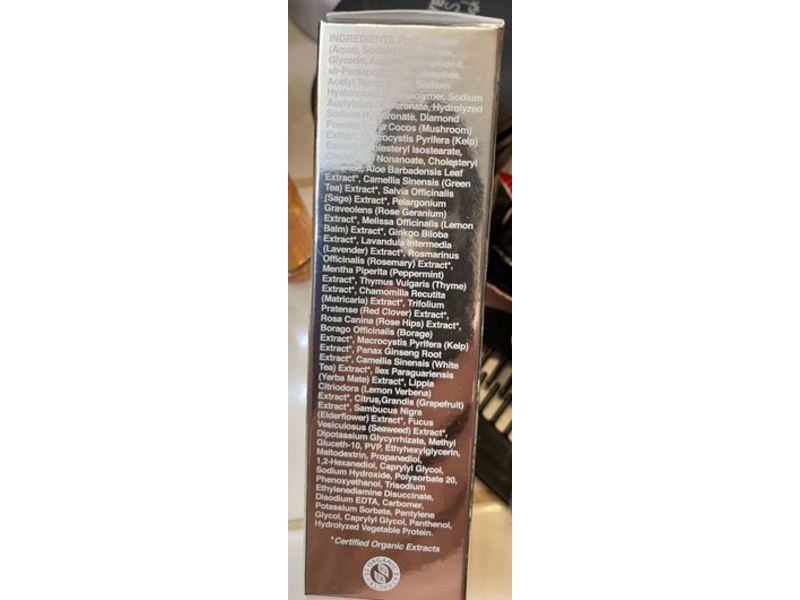 INGREDIENTS
(Aqua), Sodium
Glycerin,
Acetyl
Sodium
Acetylated Hydrolyzed
Sodium Diamond
Powder, Cocos (Mushroom)
Extract, Macrocystis Pyrifera (Kelp)
Isostearate,
Nonanoate, Cholesteryl
Aloe Barbadensis Leaf
Extract*, Camellia Sinensis (Green
Tea) Extract*, Salvia Officinalis
(Sage) Extract*, Pelargonium
Graveolens (Rose Geranium)
Extract*, Melissa Officinalis (Lemon
Balm) Extract*, Ginkgo Biloba
Extract*, Lavandula Intermedia
(Lavender) Extract*, Rosmarinus
Officinalis (Rosemary) Extract*,
Mentha Piperita (Peppermint)
Extract*, Thymus Vulgaris (Thyme)
Extract*, Chamomilla Recutita
(Matricaria) Extract*, Trifolium
Pratense (Red Clover) Extract*,
Rosa Canina (Rose Hips) Extract*,
Borago Officinalis (Borage)
Extract*, Macrocystis Pyrifera (Kelp)
Extract*, Panax Ginseng Root
Extract*, Camellia Sinensis (White
Tea) Extract*, Ilex Paraguariensis
(Yerba Mate) Extract*, Lippia
Citriodora (Lemon Verbena)
Extract*, Citrus Grandis (Grapefruit)
Extract*, Sambucus Nigra
(Elderflower) Extract*, Fucus
Vesiculosus (Seaweed) Extract*,
Dipotassium Glycyrrhizate, Methyl
Gluceth-10, PVP, Ethylhexylglycerin,
Maltodextrin, Propanediol,
1,2-Hexanediol, Caprylyl Glycol,
Sodium Hydroxide, Polysorbate 20,
Phenoxyethanol, Trisodium
Ethylenediamine Disuccinate,
Disodium EDTA, Carbomer,
Potassium Sorbate, Pentylene
Glycol, Caprylyl Glycol, Panthenol,
Hydrolyzed Vegetable Protein.
*Certified Organic Extracts
ORGANIC
EXTRACTS